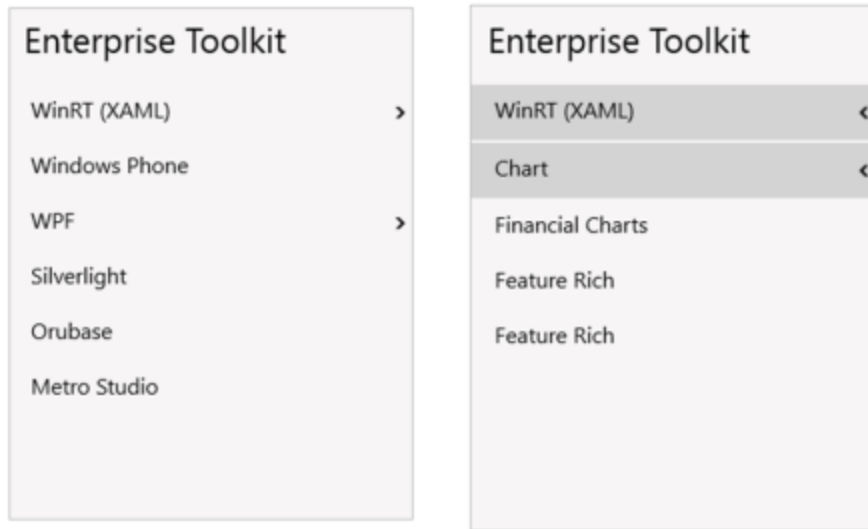 Enterprise Toolkit
WinRT (XAML)
Windows Phone
WPF
Silverlight
Orubase
Metro Studio
Enterprise Toolkit
WinRT (XAML)
Chart
Financial Charts
Feature Rich
Feature Rich